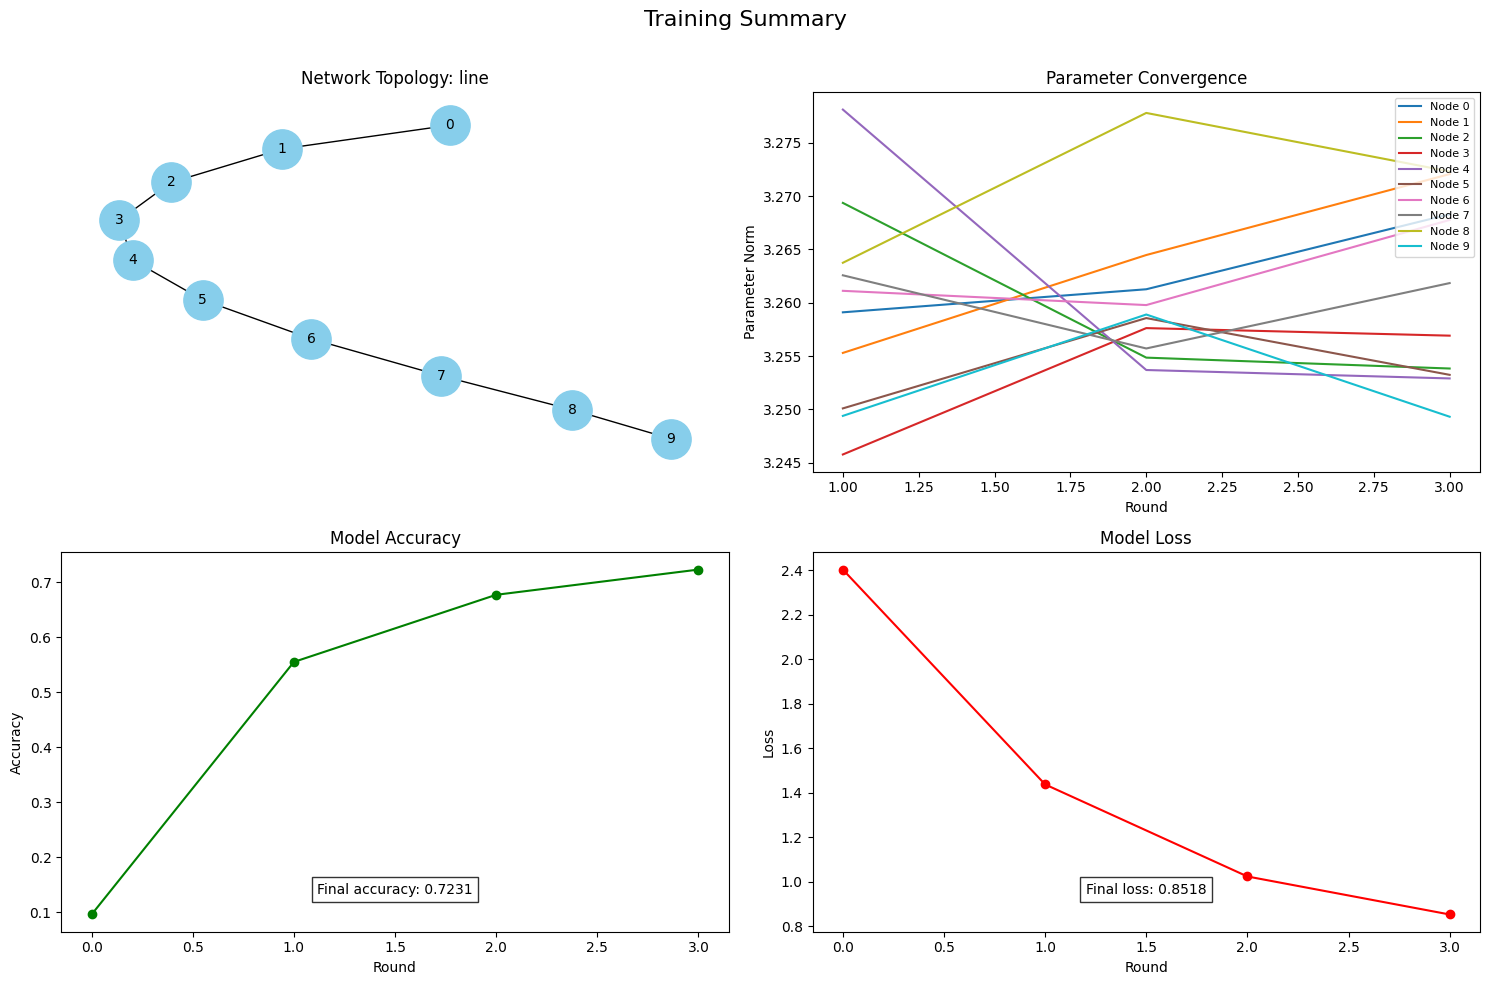 Training Summary
Network Topology: line
0
1
2
3
4
5
6
7
8
9
Parameter Convergence
Parameter Norm
3.275
3.270
3.265
3.260
3.255
3.250
3.245
Node 0
Node 1
Node 2
Node 3
Node 4
Node 5
Node 6
Node 7
Node 8
Node 9
1.00 1.25 1.50 1.75 2.00 2.25 2.50 2.75 3.00
Round
Model Accuracy
Accuracy
0.7
0.6
0.5
0.4
0.3
0.2
0.1
Final accuracy: 0.7231
0.0 0.5 1.0 1.5 2.0 2.5 3.0
Round
Model Loss
Loss
2.4
2.2
2.0
1.8
1.6
1.4
1.2
1.0
0.8
Final loss: 0.8518
0.0 0.5 1.0 1.5 2.0 2.5 3.0
Round